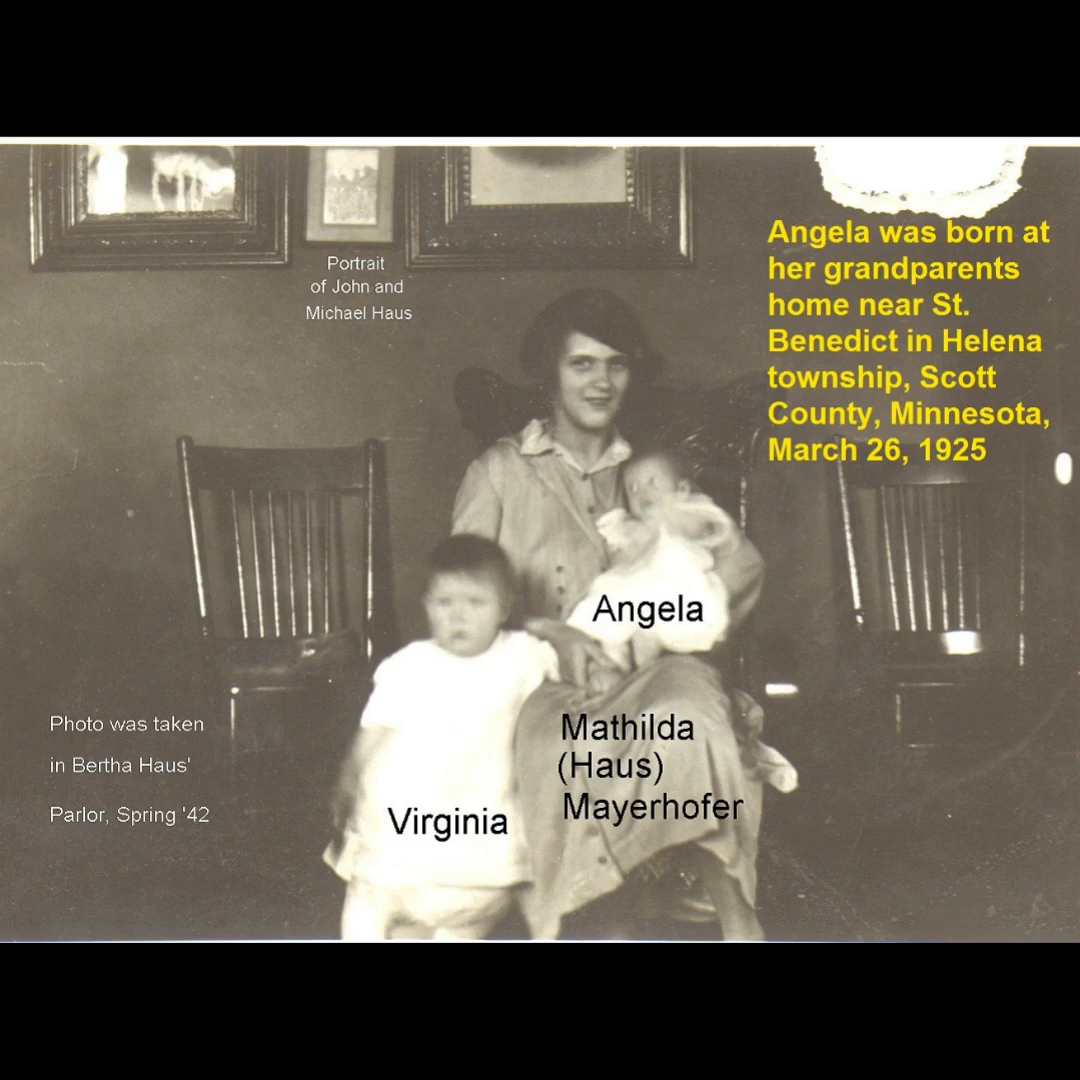 Angela was born at
her grandparents
home near St.
Benedict in Helena
township, Scott
County, Minnesota,
March 26, 1925
Portrait
of John and
Michael Haus
Angela
Mathilda
(Haus)
Mayerhofer
Virginia
Photo was taken
in Bertha Haus'
Parlor, Spring '42